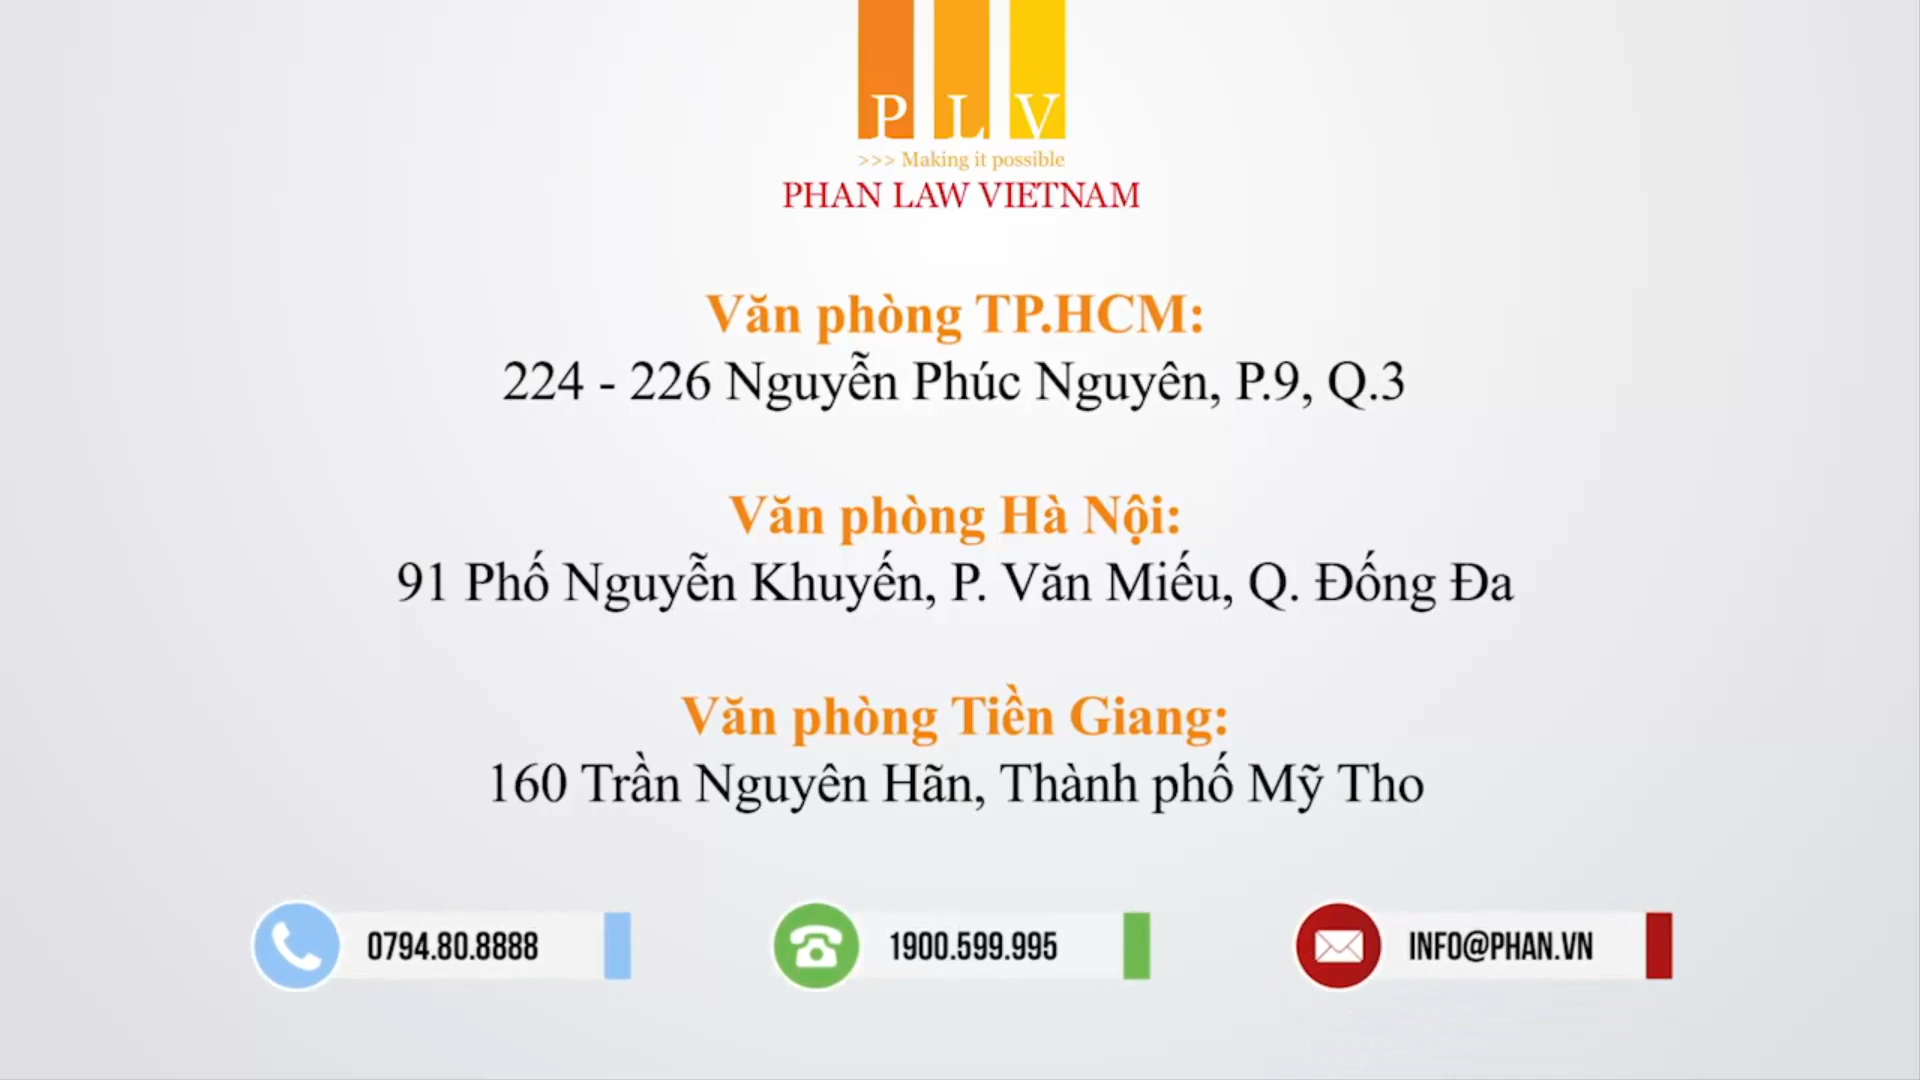 P L V
>>> Making it possible
PHAN LAW VIETNAM
Văn phòng TP.HCM:
224 - 226 Nguyễn Phúc Nguyên, P.9, Q.3
Văn phòng Hà Nội:
91 Phố Nguyễn Khuyến, P. Văn Miếu, Q. Đống Đa
Văn phòng Tiền Giang:
160 Trần Nguyên Hãn, Thành phố Mỹ Tho
0794.80.8888
1900.599.995
INFO@PHAN.VN